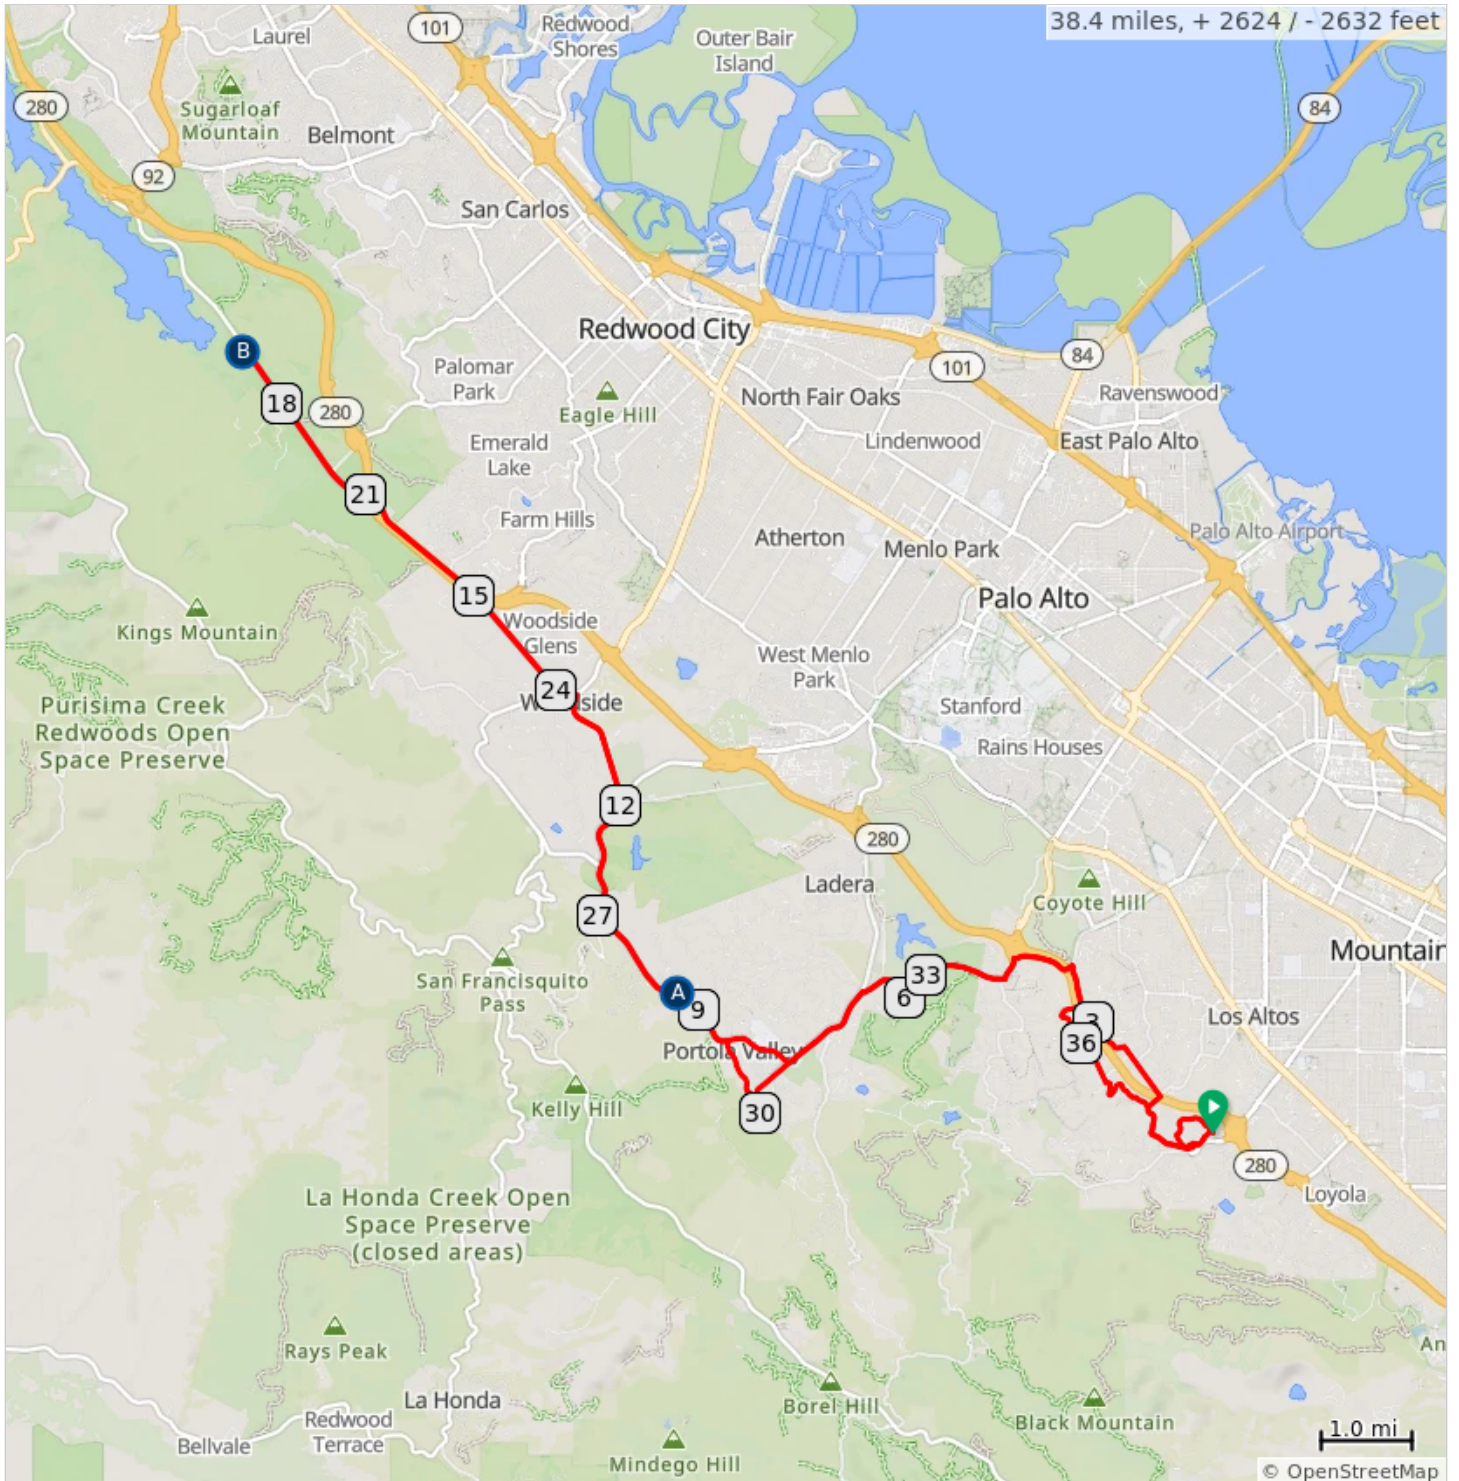 38.4 miles, + 2624 / - 2632 feet
101
Redwood
Shores
Laurel
Outer Bair
Island
280
Sugarloaf
Mountain
Belmont
84
92
San Carlos
Redwood City
B
84
101
Palomar
Park
Ravenswood
18
280
Eagle Hill
North Fair Oaks
Emerald
Lake
Lindenwood
East Palo Alto
21
Farm Hills
Atherton
Menlo Park
Palo Alto Airport
15
Palo Alto
Kings Mountain
Woodside
Glens
West Menlo
Park
24
Purisima Creek
Redwoods Open
Space Preserve
Stanford
Rains Houses
12
280
Ladera
Coyote Hill
27
Mountain
San Francisquito
Pass
33
6
A
9
3
Los Altos
36
Portola Valley
Kelly Hill
30
280
Loyola
La Honda Creek Open
Space Preserve
(closed areas)
Rays Peak
An
La Honda
Borel Hill
Black Mountain
Redwood
Terrace
Bellvale
Mindego Hill
1.0 mi
© OpenStreetMap